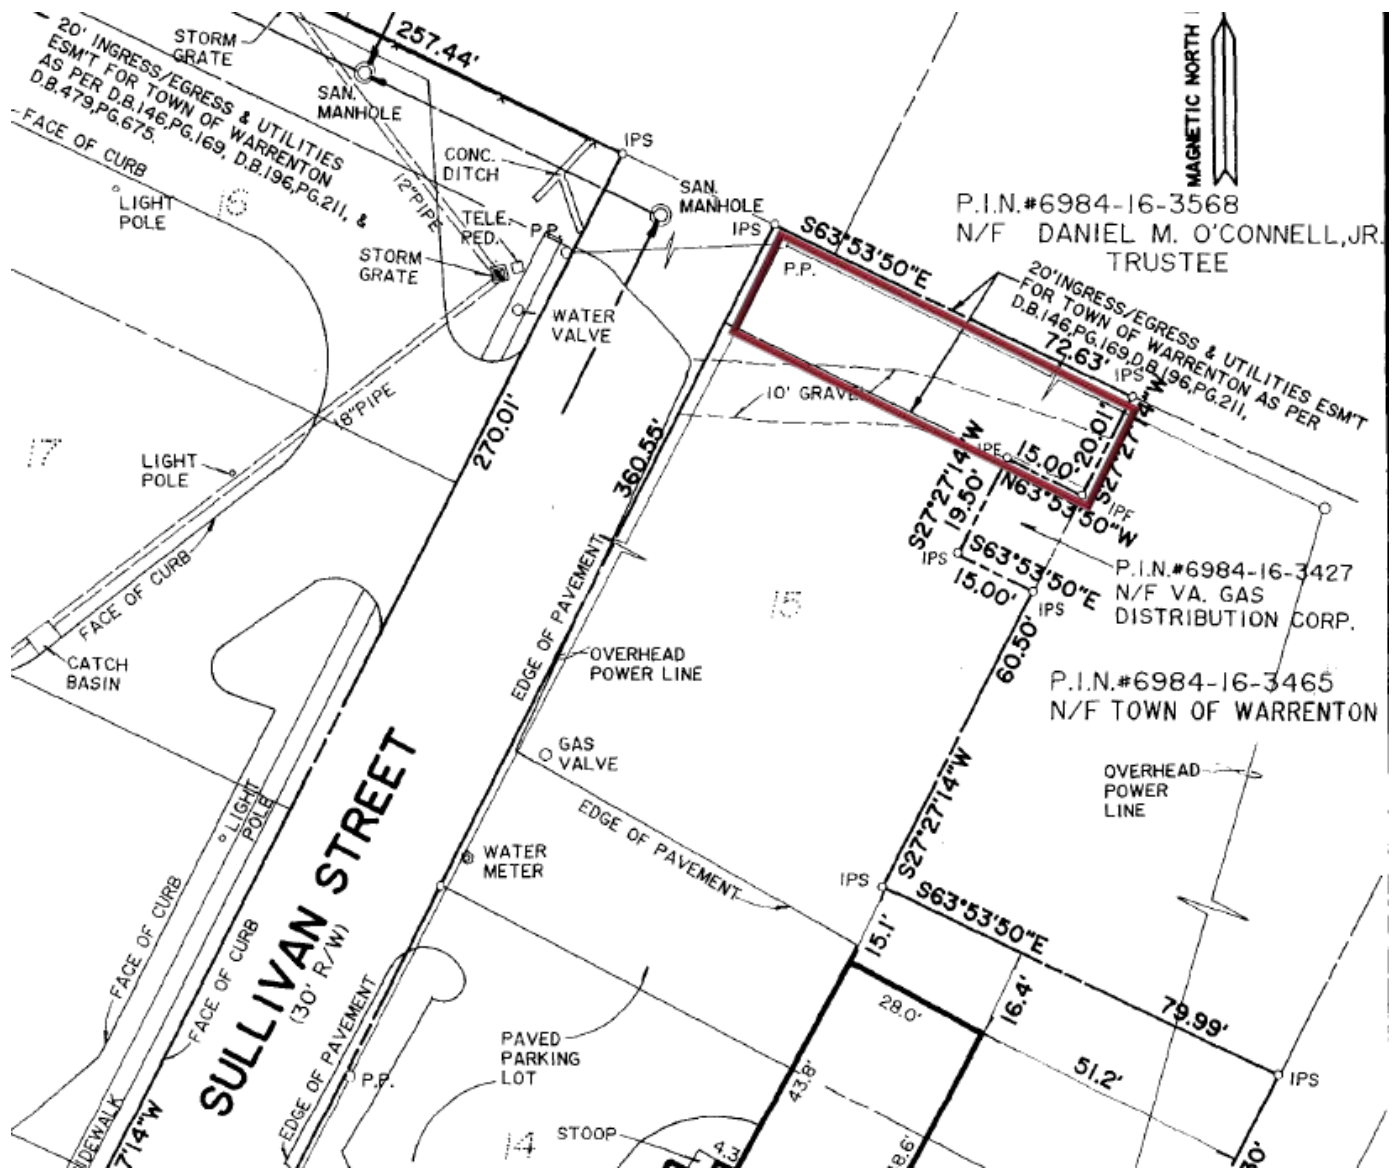 257.44'
STORM
GRATE
20' INGRESS/EGRESS & UTILITIES
ESM'T FOR TOWN OF WARRENTON
AS PER D.B.146,PG.169, D.B.196,PG.211, &
D.B.479,PG.675.
SAN.
MANHOLE
MAGNETIC NORTH
FACE OF CURB
IPS
CONC.
DITCH
12"PIPE
LIGHT
POLE
16
SAN.
MANHOLE
IPS
TELE.
PED.
P.P.
STORM
GRATE
WATER
VALVE
S63°53'50"E
P.P.
P.I.N.#6984-16-3568
N/F DANIEL M. O'CONNELL,JR.
TRUSTEE
20'INGRESS/EGRESS & UTILITIES ESM'T
FOR TOWN OF WARRENTON AS PER
D.B.146,PG.169,D.B.196,PG.211,
72.63'
IPS
S27°27'14"W
20.01'
10' GRAVEL
18"PIPE
17
LIGHT
POLE
270.01'
360.55'
IPF
15.00'
S27°27'14"W
19.50'
N63°53'50"W
IPF
IPS
S63°53'50"E
15.00'
IPS
P.I.N.#6984-16-3427
N/F VA. GAS
DISTRIBUTION CORP.
15
FACE OF CURB
EDGE OF PAVEMENT
CATCH
BASIN
OVERHEAD
POWER LINE
60.50'
P.I.N.#6984-16-3465
N/F TOWN OF WARRENTON
GAS
VALVE
OVERHEAD
POWER
LINE
S27°27'14"W
LIGHT
POLE
EDGE OF PAVEMENT
WATER
METER
IPS
S63°53'50"E
15.1'
SULLIVAN STREET
(30' R/W)
FACE OF CURB
FACE OF CURB
EDGE OF PAVEMENT
28.0'
16.4'
79.99'
PAVED
PARKING
LOT
P.P.
43.8'
51.2'
IPS
7'14"W
14
STOOP
4.3